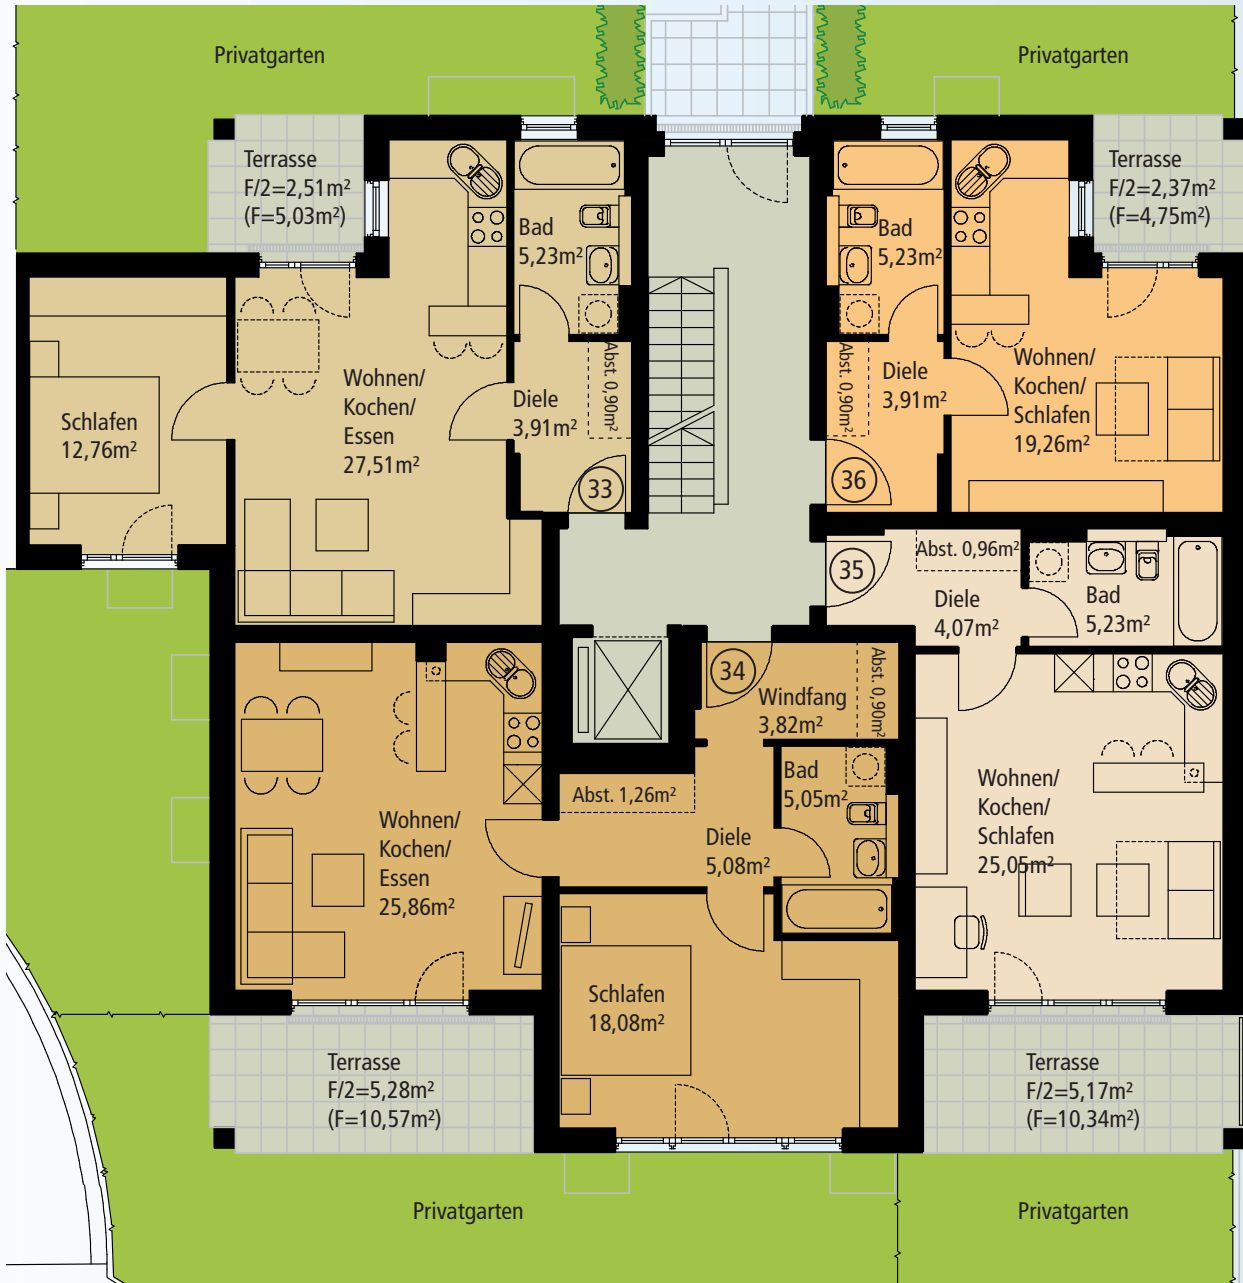 Privatgarten
Privatgarten
Terrasse
F/2=2,51m²
(F=5,03m²)
Terrasse
F/2=2,37m²
(F=4,75m²)
Bad
5,23m²
Bad
5,23m²
Schlafen
12,76m²
Wohnen/
Kochen/
Essen
27,51m²
Diele
3,91m²
Abst. 0,90m²
33
Abst. 0,90m²
Diele
3,91m²
36
Wohnen/
Kochen/
Schlafen
19,26m²
35
Abst. 0,96m²
Diele
4,07m²
Bad
5,23m²
34
Windfang
3,82m²
Abst. 0,90m²
Bad
5,05m²
Abst. 1,26m²
Diele
5,08m²
Wohnen/
Kochen/
Essen
25,86m²
Wohnen/
Kochen/
Schlafen
25,05m²
Schlafen
18,08m²
Terrasse
F/2=5,28m²
(F=10,57m²)
Terrasse
F/2=5,17m²
(F=10,34m²)
Privatgarten
Privatgarten